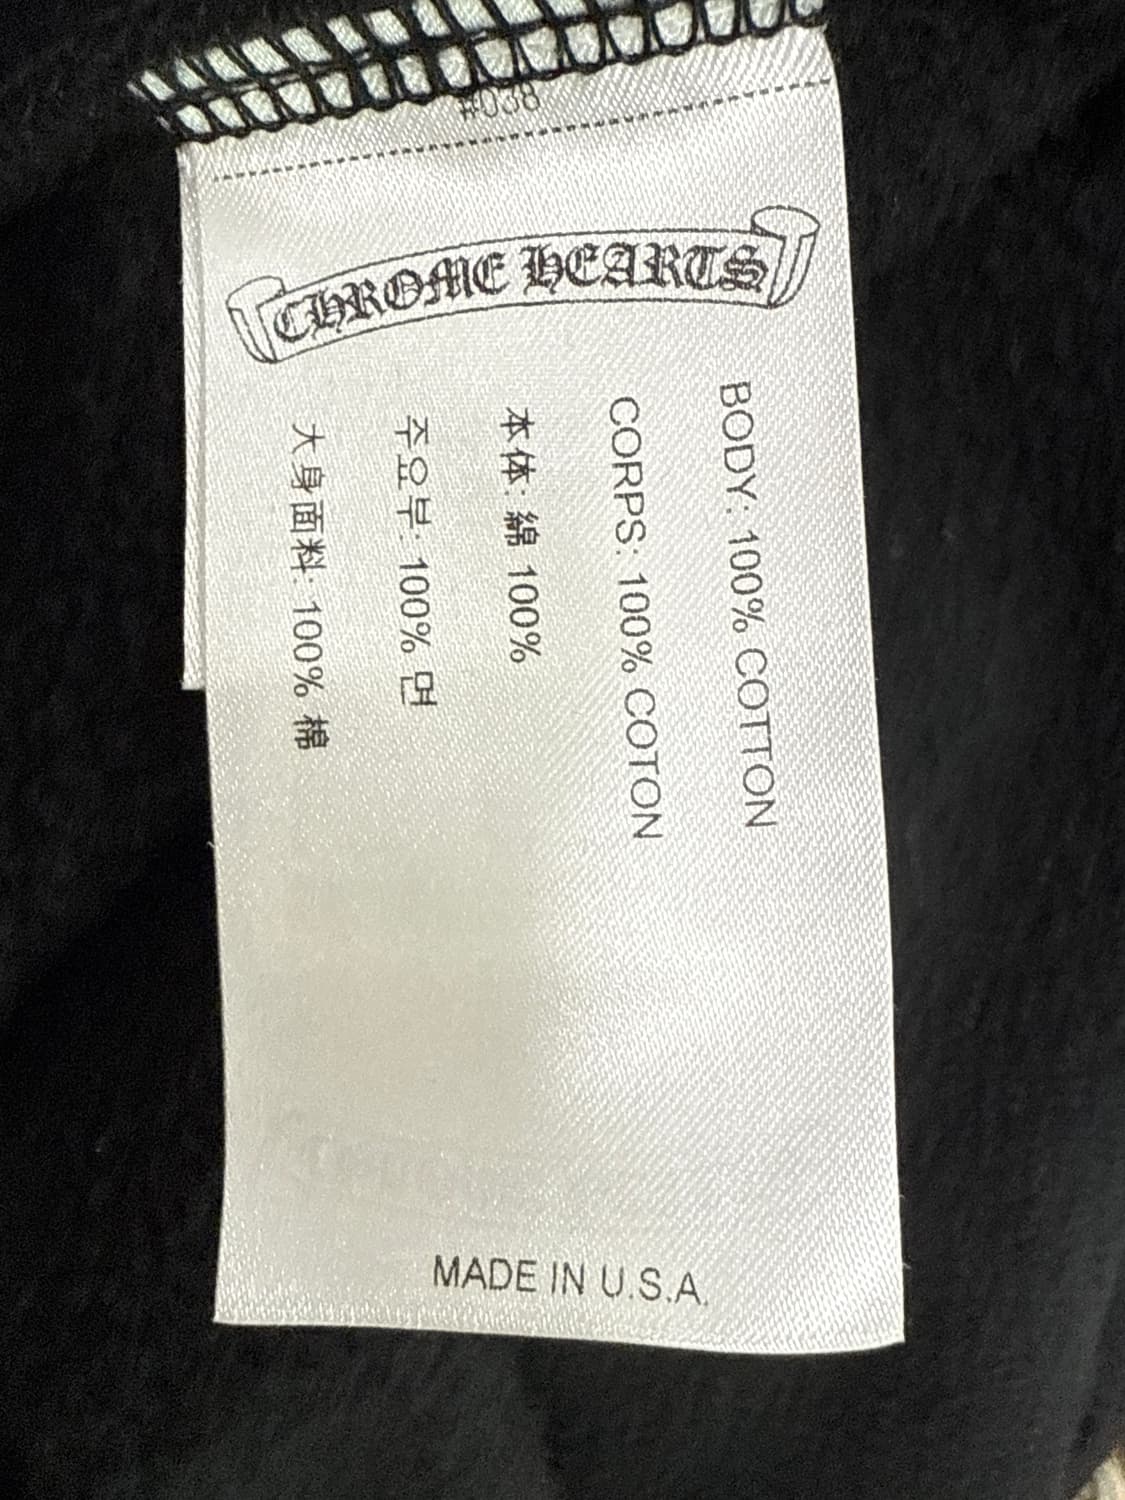 #038
CHROME HEARTS
BODY: 100% COTTON
CORPS: 100% COTON
本体: 綿 100%
주요부: 100% 면
大身面料: 100% 棉
MADE IN U.S.A.